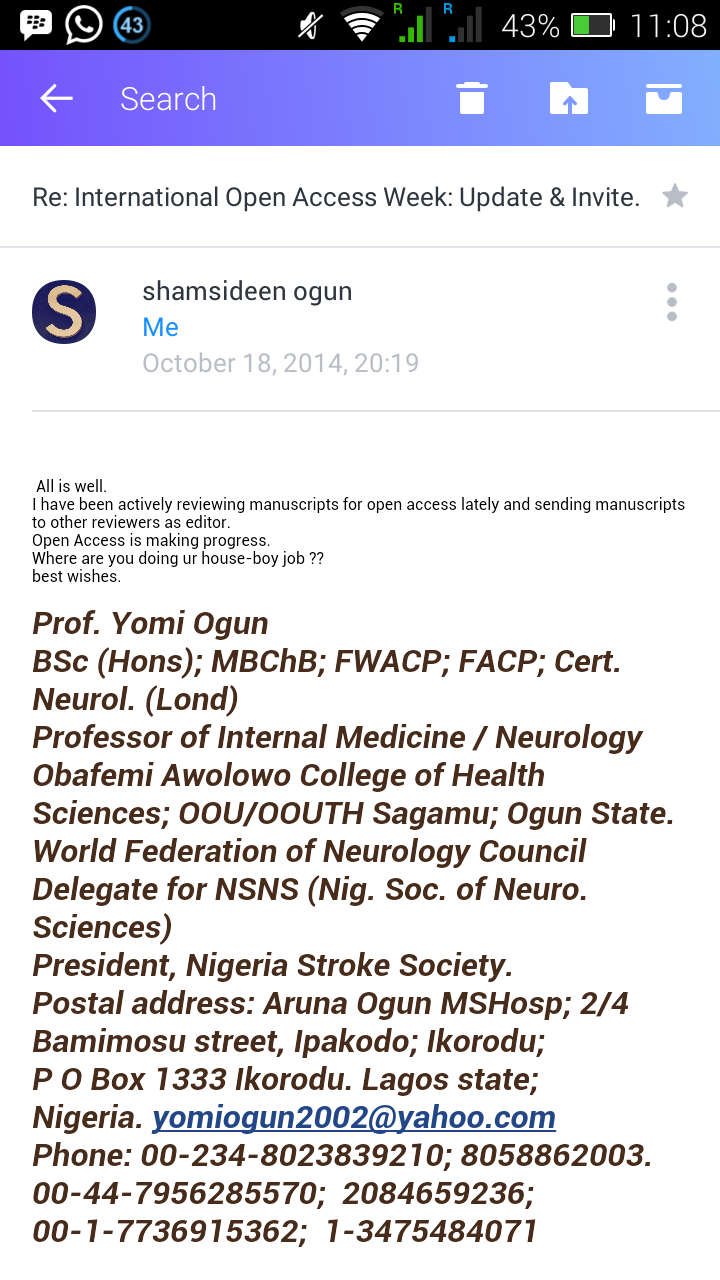 43
R
R
43%
11:08
Search
Re: International Open Access Week: Update & Invite.
S
shamsideen ogun
Me
October 18, 2014, 20:19
All is well.
I have been actively reviewing manuscripts for open access lately and sending manuscripts
to other reviewers as editor.
Open Access is making progress.
Where are you doing ur house-boy job ??
best wishes.
Prof. Yomi Ogun
BSc (Hons); MBChB; FWACP; FACP; Cert.
Neurol. (Lond)
Professor of Internal Medicine / Neurology
Obafemi Awolowo College of Health
Sciences; OOU/OOUTH Sagamu; Ogun State.
World Federation of Neurology Council
Delegate for NSNS (Nig. Soc. of Neuro.
Sciences)
President, Nigeria Stroke Society.
Postal address: Aruna Ogun MSHosp; 2/4
Bamimosu street, Ipakodo; Ikorodu;
P O Box 1333 Ikorodu. Lagos state;
Nigeria. yomiogun2002@yahoo.com
Phone: 00-234-8023839210; 8058862003.
00-44-7956285570; 2084659236;
00-1-7736915362; 1-3475484071